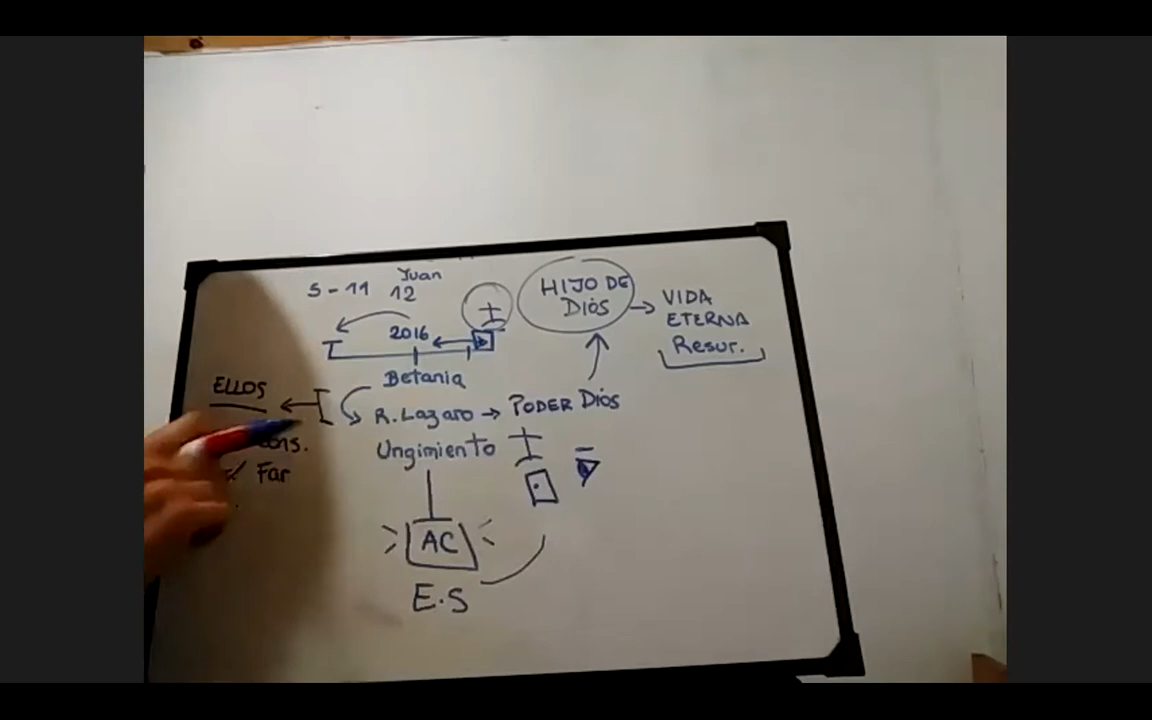 Juan
5-11 12
HIJO DE
DIOS
VIDA
ETERNA
Resur.
2016
Betania
ELLOS
R. Lazaro → PODER Dios
Ungimiento
Far
AC
E.S